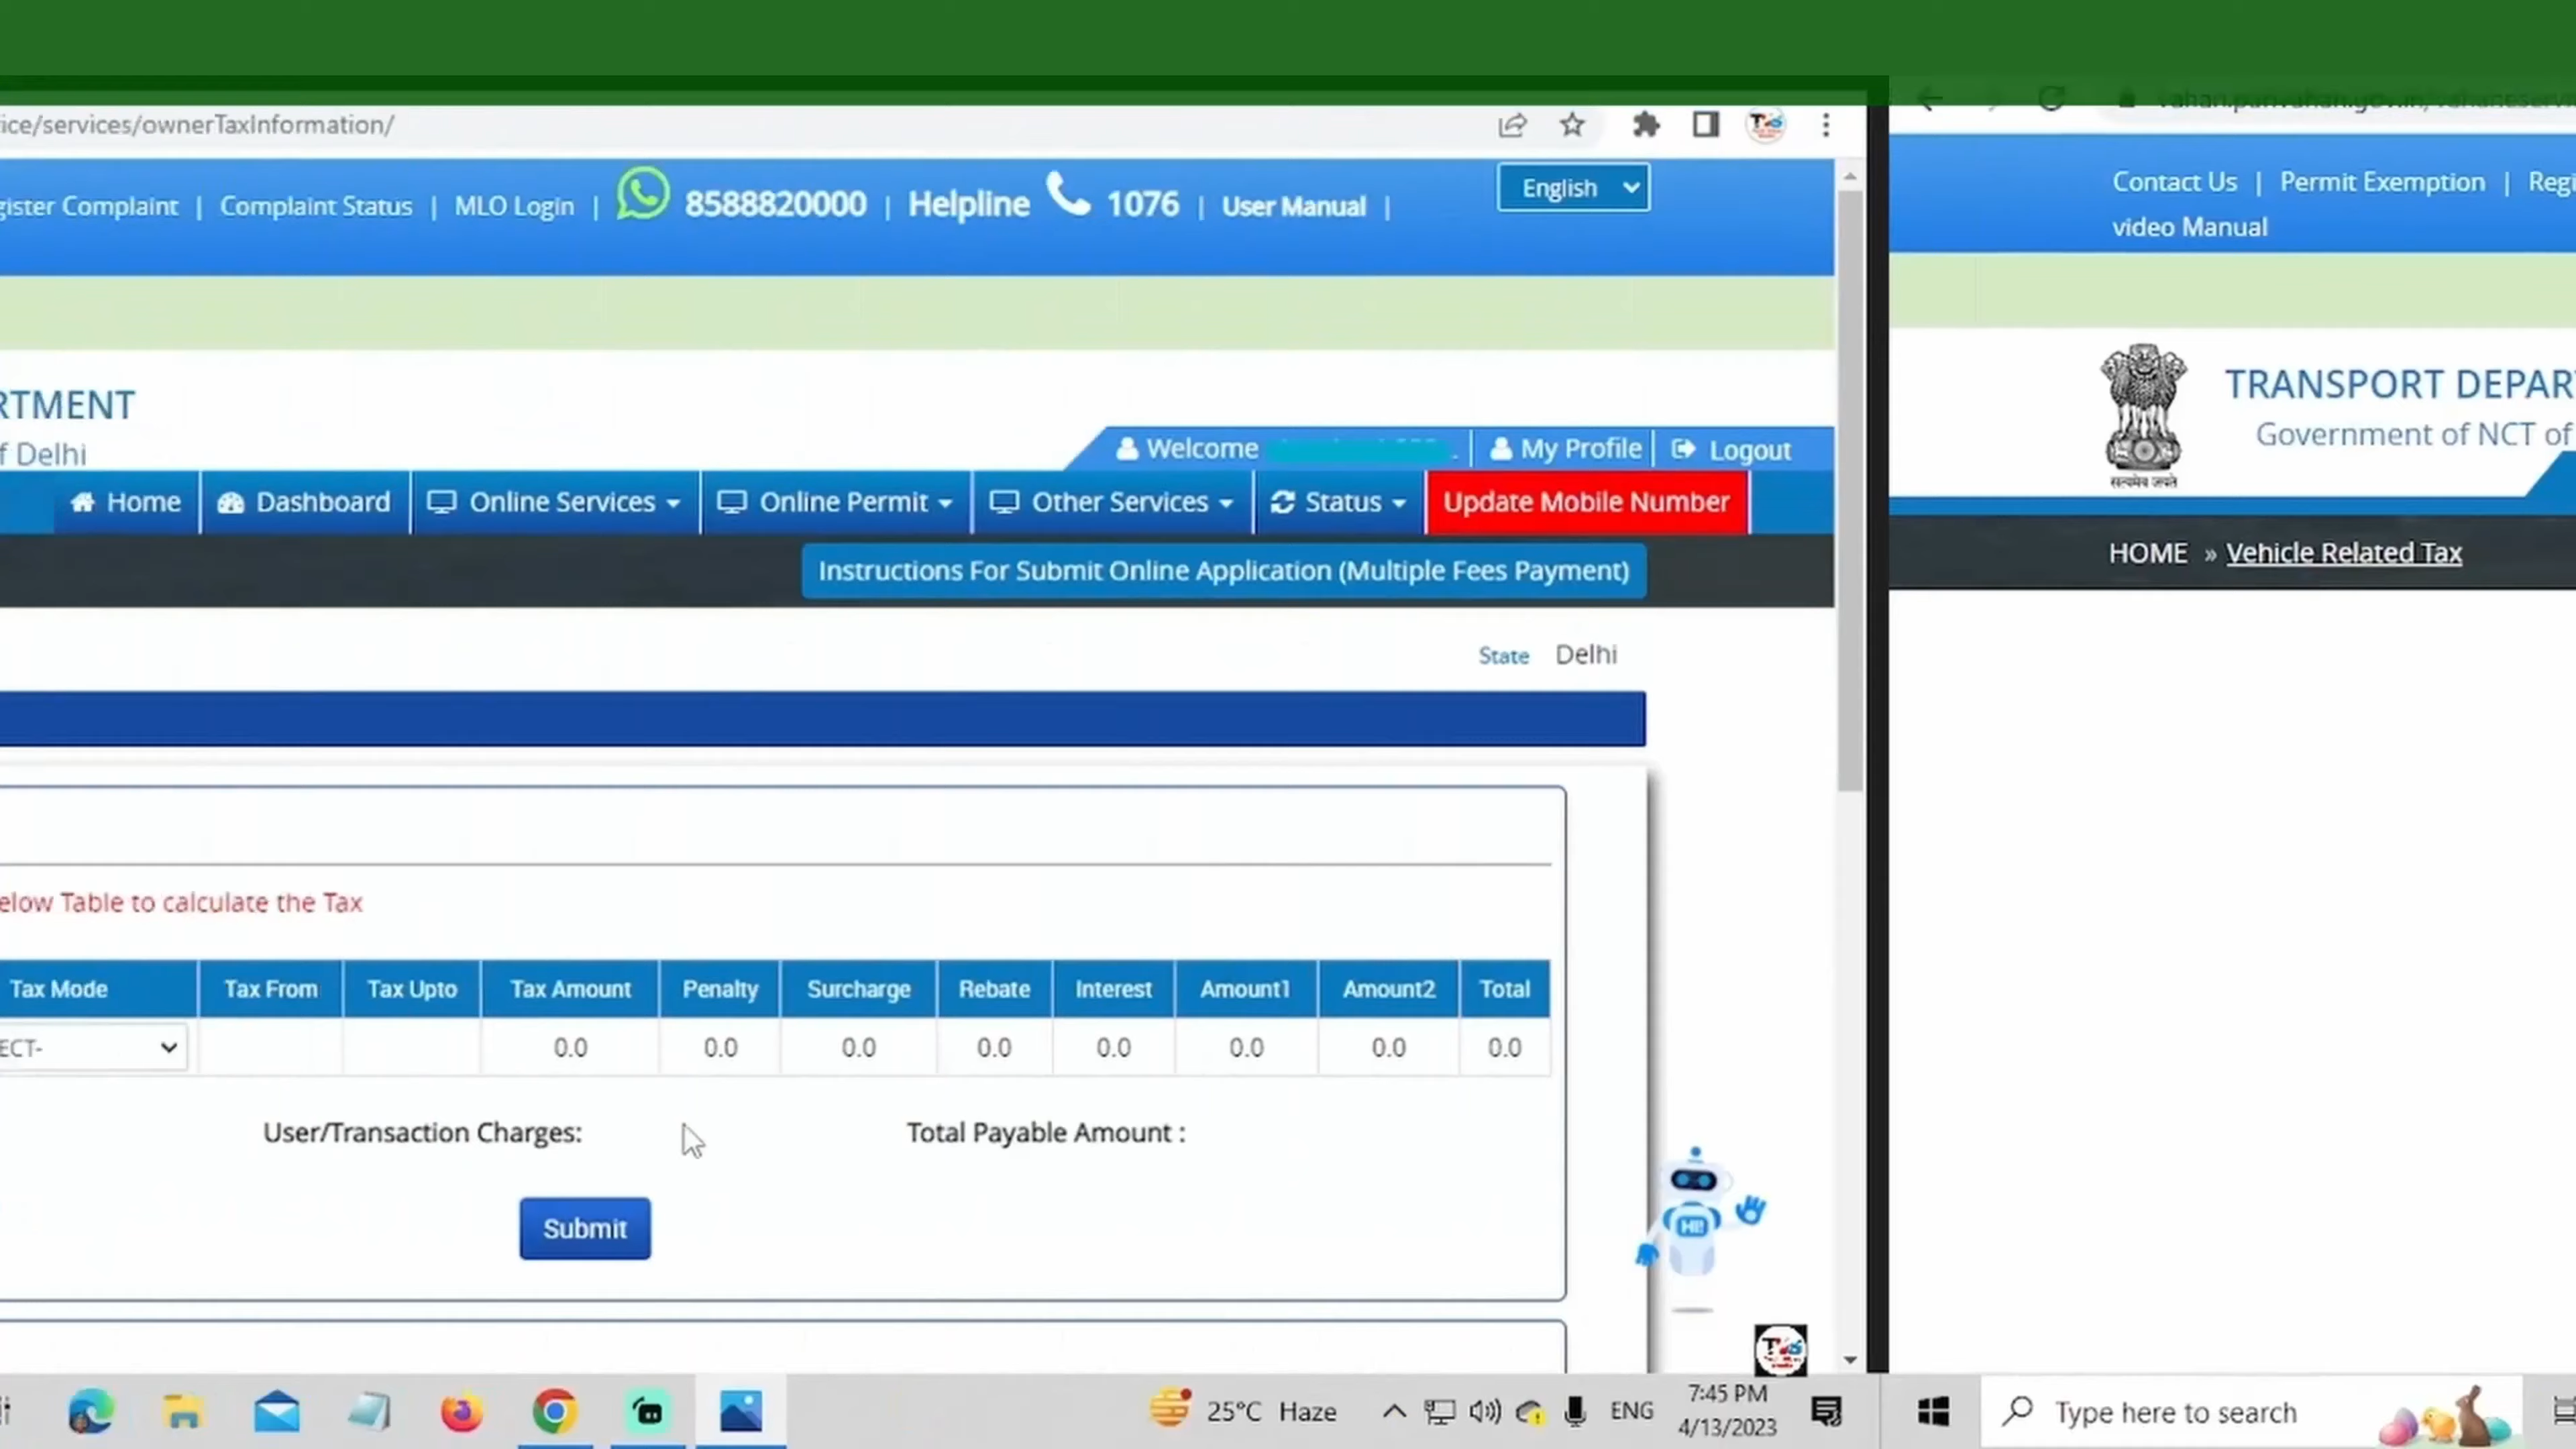 ice/services/ownerTaxInformation/
gister Complaint | Complaint Status | MLO Login | 8588820000 | Helpline 1076 | User Manual |
English
RTMENT
f Delhi
Welcome
My Profile
Logout
Home
Dashboard
Online Services
Online Permit
Other Services
Status
Update Mobile Number
Instructions For Submit Online Application (Multiple Fees Payment)
State Delhi
elow Table to calculate the Tax
Tax Mode Tax From Tax Upto Tax Amount Penalty Surcharge Rebate Interest Amount1 Amount2 Total
ECT- 0.0 0.0 0.0 0.0 0.0 0.0 0.0 0.0
User/Transaction Charges: Total Payable Amount :
Submit
HI!
25°C Haze
ENG
7:45 PM
4/13/2023
Contact Us | Permit Exemption | Regi
video Manual
TRANSPORT DEPAR
Government of NCT of
सत्यमेव जयते
HOME » Vehicle Related Tax
Type here to search